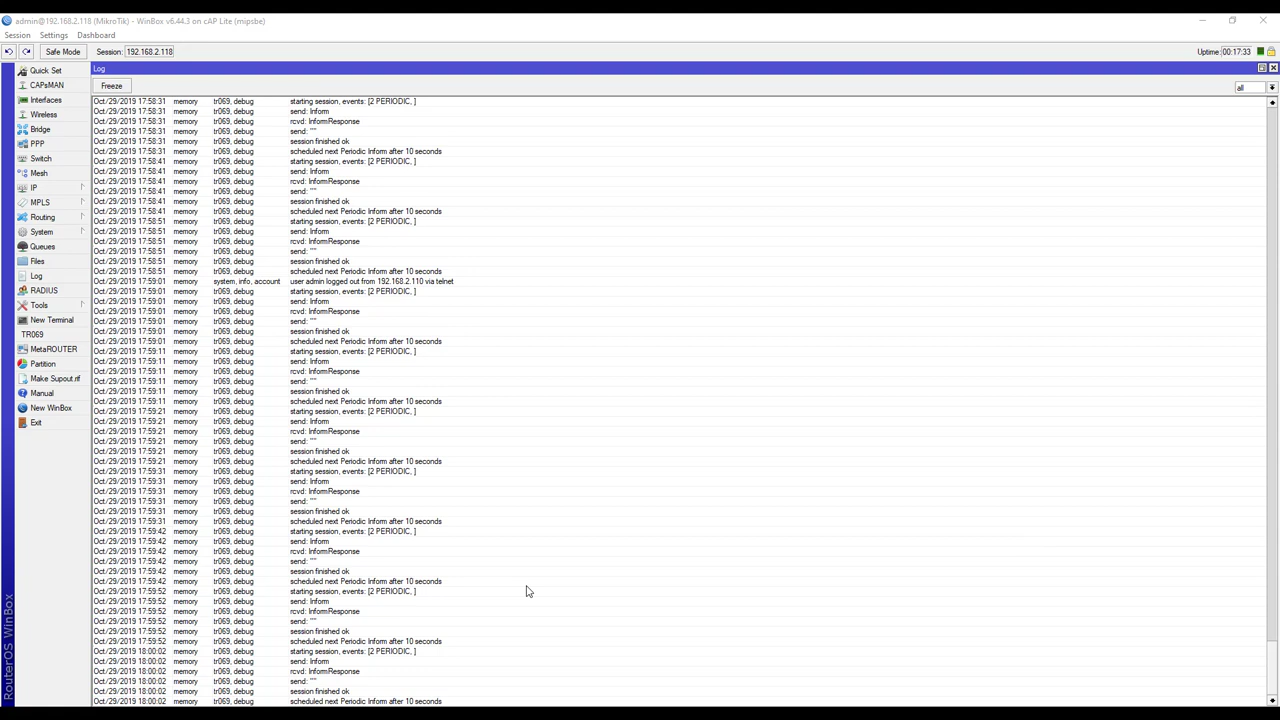 admin@192.168.2.118 (MikroTik) - WinBox v6.44.3 on cAP Lite (mipsbe)
Session Settings Dashboard
Safe Mode Session: 192.168.2.118 Uptime: 00:17:33
Quick Set
CAPsMAN
Interfaces
Wireless
Bridge
PPP
Switch
Mesh
IP
MPLS
Routing
System
Queues
Files
Log
RADIUS
Tools
New Terminal
TR069
MetaROUTER
Partition
Make Supout.rif
Manual
New WinBox
Exit
RouterOS WinBox
Log
Freeze all
Oct/29/2019 17:58:31 memory tr069, debug starting session, events: [2 PERIODIC, ]
Oct/29/2019 17:58:31 memory tr069, debug send: Inform
Oct/29/2019 17:58:31 memory tr069, debug rcvd: InformResponse
Oct/29/2019 17:58:31 memory tr069, debug send: ""
Oct/29/2019 17:58:31 memory tr069, debug session finished ok
Oct/29/2019 17:58:31 memory tr069, debug scheduled next Periodic Inform after 10 seconds
Oct/29/2019 17:58:41 memory tr069, debug starting session, events: [2 PERIODIC, ]
Oct/29/2019 17:58:41 memory tr069, debug send: Inform
Oct/29/2019 17:58:41 memory tr069, debug rcvd: InformResponse
Oct/29/2019 17:58:41 memory tr069, debug send: ""
Oct/29/2019 17:58:41 memory tr069, debug session finished ok
Oct/29/2019 17:58:41 memory tr069, debug scheduled next Periodic Inform after 10 seconds
Oct/29/2019 17:58:51 memory tr069, debug starting session, events: [2 PERIODIC, ]
Oct/29/2019 17:58:51 memory tr069, debug send: Inform
Oct/29/2019 17:58:51 memory tr069, debug rcvd: InformResponse
Oct/29/2019 17:58:51 memory tr069, debug send: ""
Oct/29/2019 17:58:51 memory tr069, debug session finished ok
Oct/29/2019 17:58:51 memory tr069, debug scheduled next Periodic Inform after 10 seconds
Oct/29/2019 17:59:01 memory system, info, account user admin logged out from 192.168.2.110 via telnet
Oct/29/2019 17:59:01 memory tr069, debug starting session, events: [2 PERIODIC, ]
Oct/29/2019 17:59:01 memory tr069, debug send: Inform
Oct/29/2019 17:59:01 memory tr069, debug rcvd: InformResponse
Oct/29/2019 17:59:01 memory tr069, debug send: ""
Oct/29/2019 17:59:01 memory tr069, debug session finished ok
Oct/29/2019 17:59:01 memory tr069, debug scheduled next Periodic Inform after 10 seconds
Oct/29/2019 17:59:11 memory tr069, debug starting session, events: [2 PERIODIC, ]
Oct/29/2019 17:59:11 memory tr069, debug send: Inform
Oct/29/2019 17:59:11 memory tr069, debug rcvd: InformResponse
Oct/29/2019 17:59:11 memory tr069, debug send: ""
Oct/29/2019 17:59:11 memory tr069, debug session finished ok
Oct/29/2019 17:59:11 memory tr069, debug scheduled next Periodic Inform after 10 seconds
Oct/29/2019 17:59:21 memory tr069, debug starting session, events: [2 PERIODIC, ]
Oct/29/2019 17:59:21 memory tr069, debug send: Inform
Oct/29/2019 17:59:21 memory tr069, debug rcvd: InformResponse
Oct/29/2019 17:59:21 memory tr069, debug send: ""
Oct/29/2019 17:59:21 memory tr069, debug session finished ok
Oct/29/2019 17:59:21 memory tr069, debug scheduled next Periodic Inform after 10 seconds
Oct/29/2019 17:59:31 memory tr069, debug starting session, events: [2 PERIODIC, ]
Oct/29/2019 17:59:31 memory tr069, debug send: Inform
Oct/29/2019 17:59:31 memory tr069, debug rcvd: InformResponse
Oct/29/2019 17:59:31 memory tr069, debug send: ""
Oct/29/2019 17:59:31 memory tr069, debug session finished ok
Oct/29/2019 17:59:31 memory tr069, debug scheduled next Periodic Inform after 10 seconds
Oct/29/2019 17:59:42 memory tr069, debug starting session, events: [2 PERIODIC, ]
Oct/29/2019 17:59:42 memory tr069, debug send: Inform
Oct/29/2019 17:59:42 memory tr069, debug rcvd: InformResponse
Oct/29/2019 17:59:42 memory tr069, debug send: ""
Oct/29/2019 17:59:42 memory tr069, debug session finished ok
Oct/29/2019 17:59:42 memory tr069, debug scheduled next Periodic Inform after 10 seconds
Oct/29/2019 17:59:52 memory tr069, debug starting session, events: [2 PERIODIC, ]
Oct/29/2019 17:59:52 memory tr069, debug send: Inform
Oct/29/2019 17:59:52 memory tr069, debug rcvd: InformResponse
Oct/29/2019 17:59:52 memory tr069, debug send: ""
Oct/29/2019 17:59:52 memory tr069, debug session finished ok
Oct/29/2019 17:59:52 memory tr069, debug scheduled next Periodic Inform after 10 seconds
Oct/29/2019 18:00:02 memory tr069, debug starting session, events: [2 PERIODIC, ]
Oct/29/2019 18:00:02 memory tr069, debug send: Inform
Oct/29/2019 18:00:02 memory tr069, debug rcvd: InformResponse
Oct/29/2019 18:00:02 memory tr069, debug send: ""
Oct/29/2019 18:00:02 memory tr069, debug session finished ok
Oct/29/2019 18:00:02 memory tr069, debug scheduled next Periodic Inform after 10 seconds